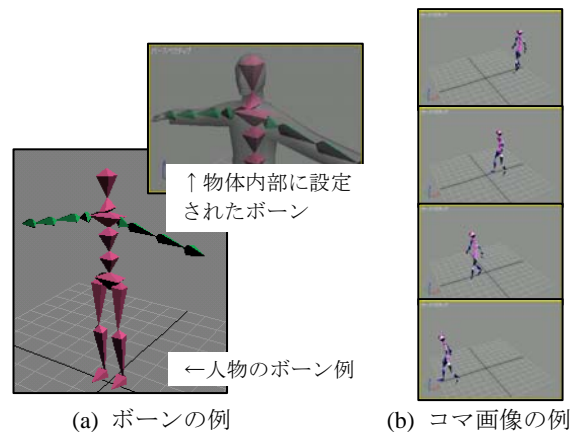 ↑物体内部に設定
されたボーン
←人物のボーン例
(a) ボーンの例
(b) コマ画像の例